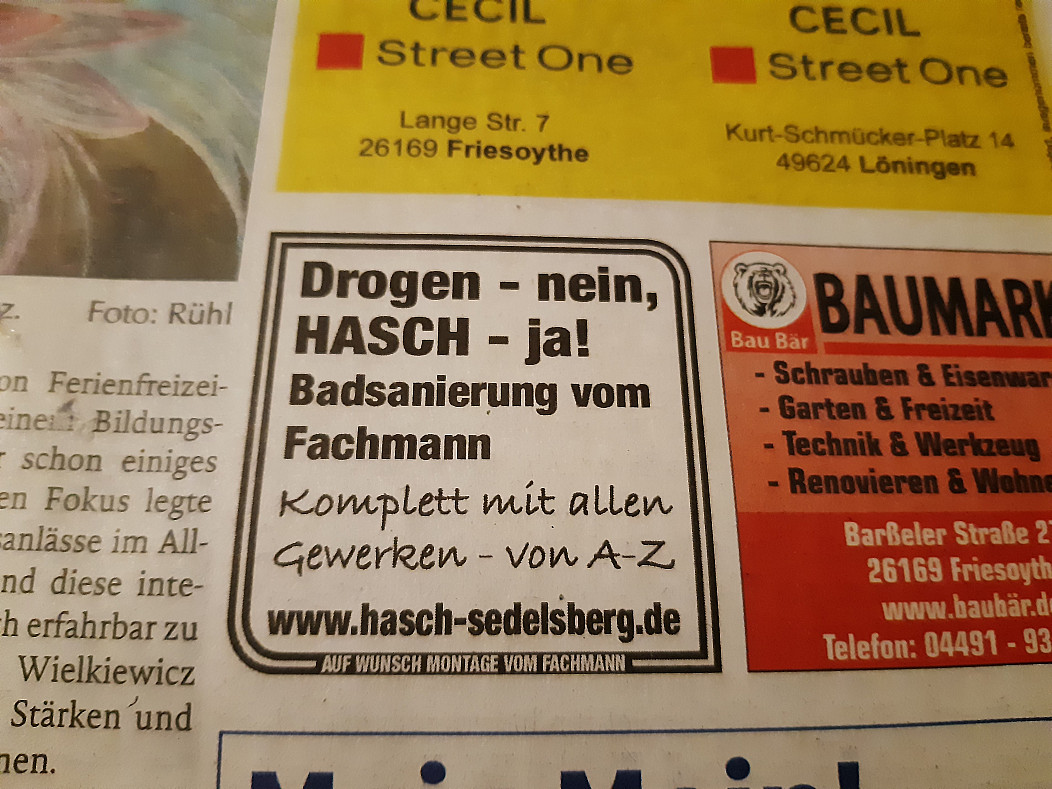 CECIL
Street One
Lange Str. 7
26169 Friesoythe
CECIL
Street One
Kurt-Schmücker-Platz 14
49624 Löningen
z. Foto: Rühl
on Ferienfreizei-
Bildungs-
r schon einiges
en Fokus legte
sanlässe im All-
nd diese inte-
h erfahrbar zu
Wielkiewicz
Stärken und
nen.
Drogen - nein,
HASCH - ja!
Badsanierung vom
Fachmann
Komplett mit allen
Gewerken - von A-Z
www.hasch-sedelsberg.de
AUF WUNSCH MONTAGE VOM FACHMANN
Bau Bär
BAUMARK
- Schrauben & Eisenwar
- Garten & Freizeit
- Technik & Werkzeug
- Renovieren & Wohne
Barßeler Straße 2
26169 Friesoyth
www.baubär.de
Telefon: 04491 - 93